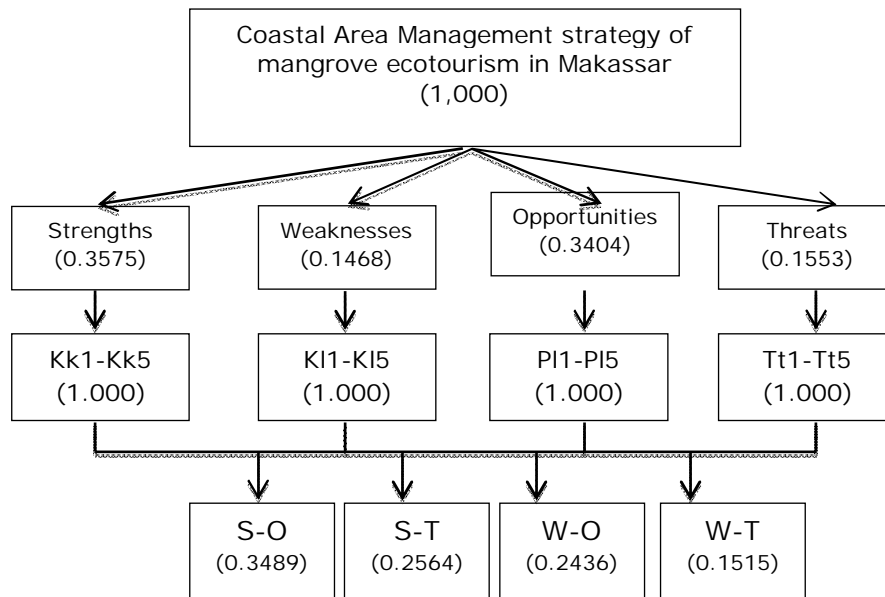 Coastal Area Management strategy of
mangrove ecotourism in Makassar
(1,000)
Strengths
(0.3575)
Weaknesses
(0.1468)
Opportunities
(0.3404)
Threats
(0.1553)
Kk1-Kk5
(1.000)
Kl1-Kl5
(1.000)
Pl1-Pl5
(1.000)
Tt1-Tt5
(1.000)
S-O
(0.3489)
S-T
(0.2564)
W-O
(0.2436)
W-T
(0.1515)